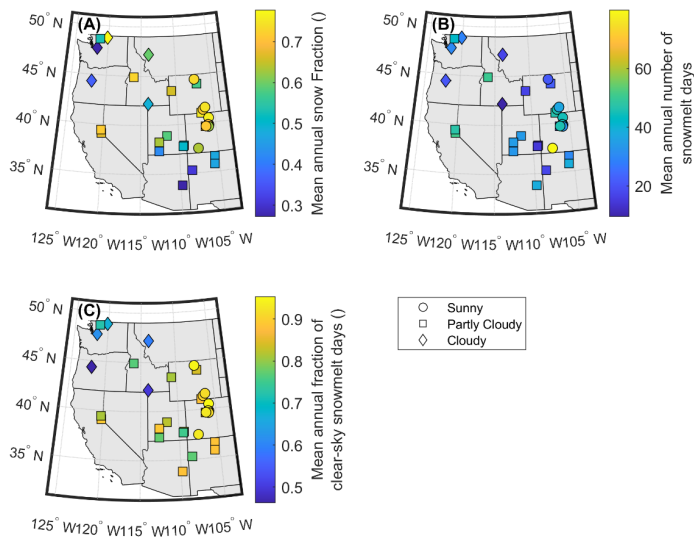 (A)
50° N
45° N
40° N
35° N
125° W120° W115° W110° W105° W
0.7
0.6
0.5
0.4
0.3
Mean annual snow Fraction ()
(B)
50° N
45° N
40° N
35° N
125° W120° W115° W110° W105° W
60
40
20
Mean annual number of
snowmelt days
(C)
50° N
45° N
40° N
35° N
125° W120° W115° W110° W105° W
0.9
0.8
0.7
0.6
0.5
Mean annual fraction of
clear-sky snowmelt days ()
Sunny
Partly Cloudy
Cloudy